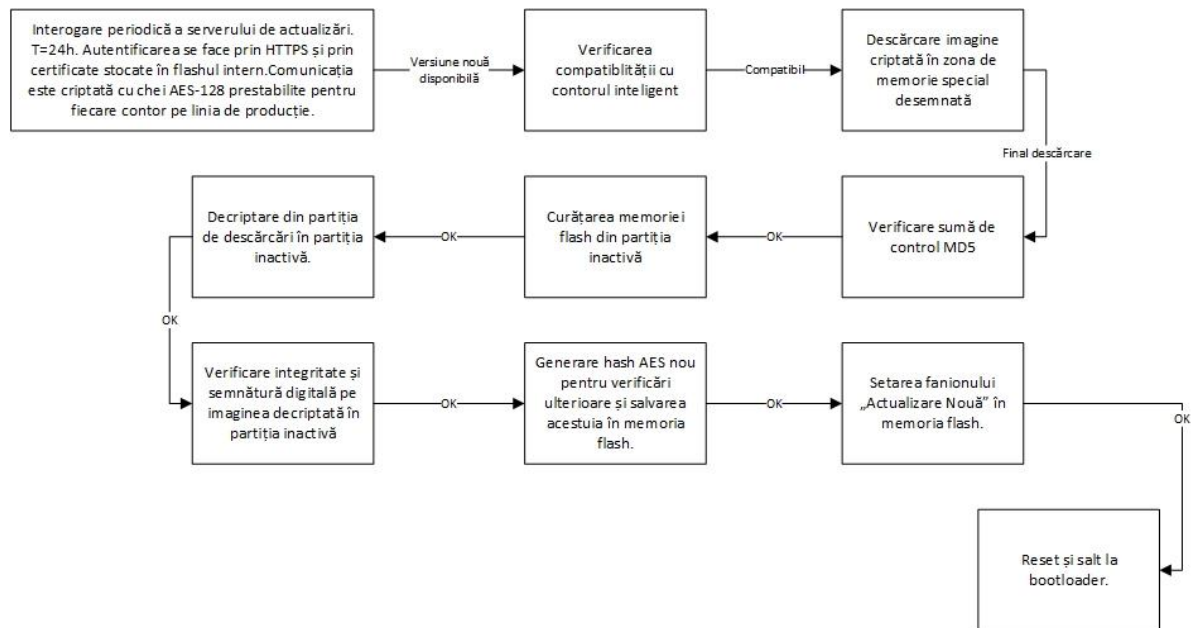 Interogare periodică a serverului de actualizări.
T=24h. Autentificarea se face prin HTTPS și prin
certificate stocate în flashul intern.Comunicația
este criptată cu chei AES-128 prestabilite pentru
fiecare contor pe linia de producție.
Versiune nouă
disponibilă
Verificarea
compatiblității cu
contorul inteligent
Compatibil
Descărcare imagine
criptată în zona de
memorie special
desemnată
Final descărcare
Verificare sumă de
control MD5
OK
Curățarea memoriei
flash din partiția
inactivă
OK
Decriptare din partiția
de descărcări în partiția
inactivă.
OK
Verificare integritate și
semnătură digitală pe
imaginea decriptată în
partiția inactivă
OK
Generare hash AES nou
pentru verificări
ulterioare și salvarea
acestuia în memoria
flash.
OK
Setarea fanionului
„Actualizare Nouă” în
memoria flash.
OK
Reset și salt la
bootloader.